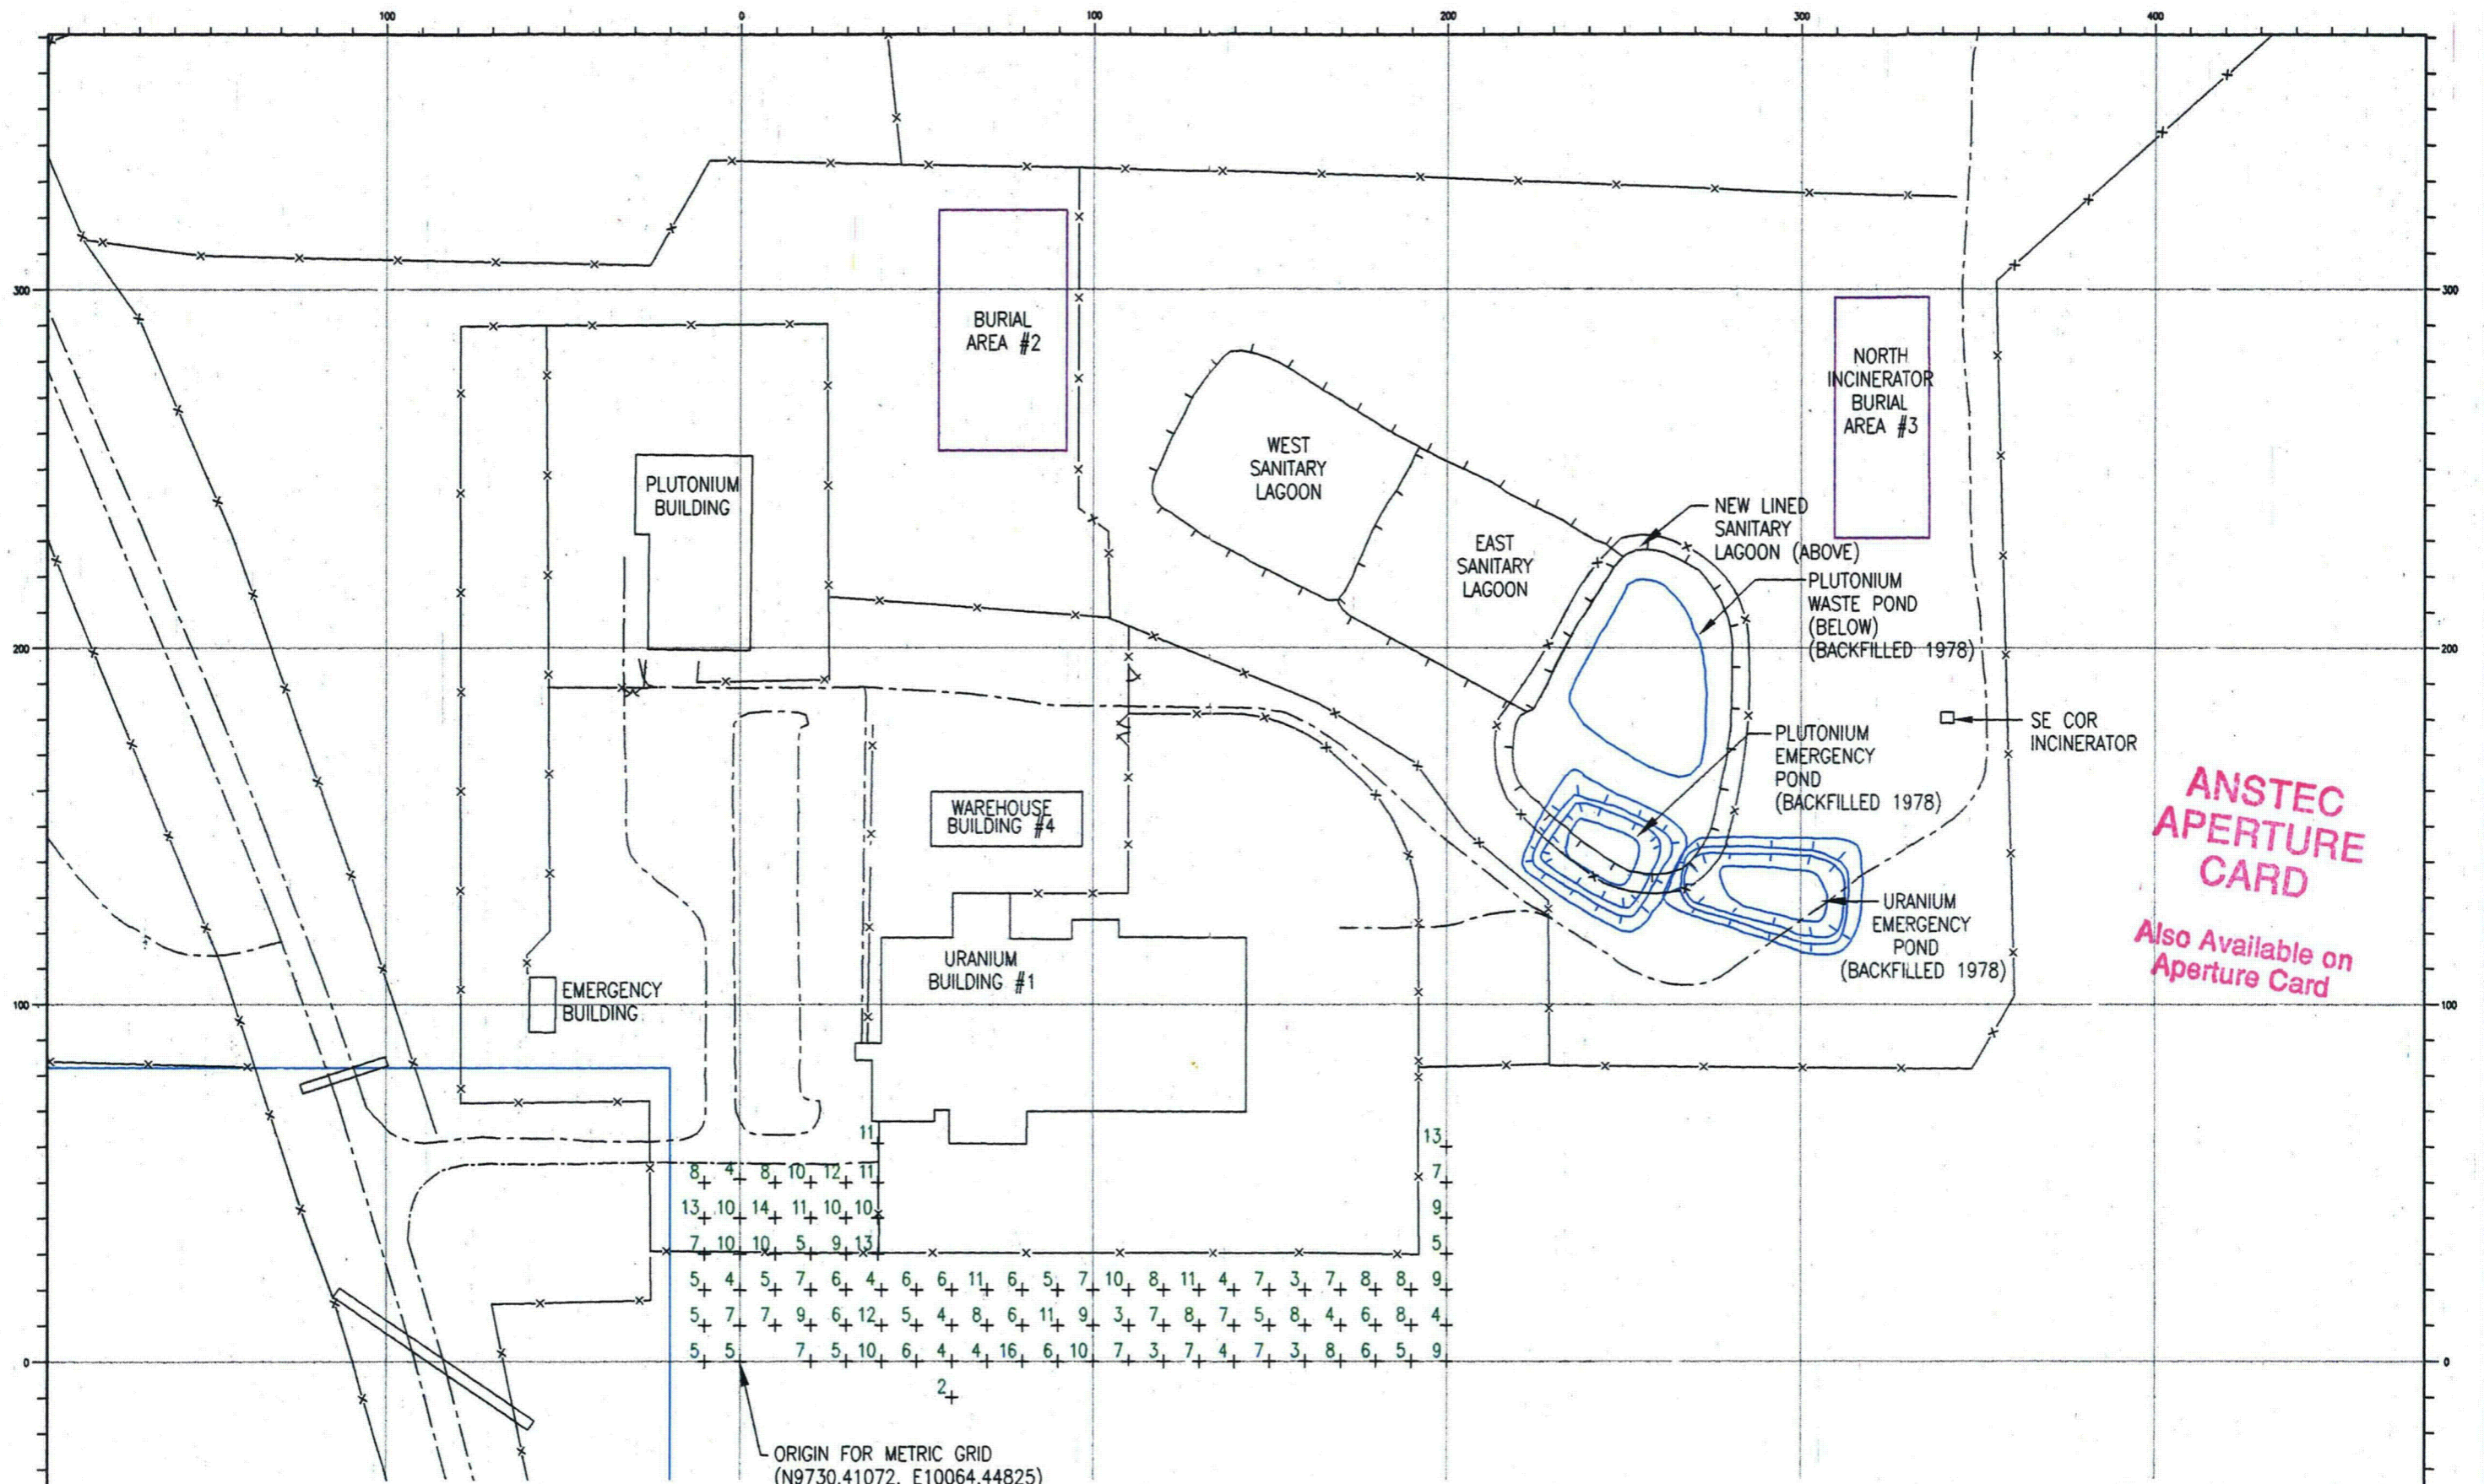 100 0 100 200 300 400
300 300
BURIAL
AREA #2
NORTH
INCINERATOR
BURIAL
AREA #3
WEST
SANITARY
LAGOON
PLUTONIUM
BUILDING
NEW LINED
SANITARY
LAGOON (ABOVE)
EAST
SANITARY
LAGOON
PLUTONIUM
WASTE POND
(BELOW)
(BACKFILLED 1978)
200 200
SE COR
INCINERATOR
PLUTONIUM
EMERGENCY
POND
(BACKFILLED 1978)
ANSTEC
APERTURE
CARD
Also Available on
Aperture Card
WAREHOUSE
BUILDING #4
URANIUM
EMERGENCY
POND
(BACKFILLED 1978)
URANIUM
BUILDING #1
EMERGENCY
BUILDING
100 100
11 13
8 4 8 10 12 11 7
13 10 14 11 10 10 9
7 10 10 5 9 13 5
5 4 5 7 6 4 6 6 11 6 5 7 10 8 11 4 7 3 7 8 8 9
5 7 7 9 6 12 5 4 8 6 11 9 3 7 8 7 5 8 4 6 8 4
0 5 5 7 5 10 6 4 4 16 6 10 7 3 7 4 7 3 8 6 5 9 0
2
ORIGIN FOR METRIC GRID
(N9730.41072, E10064.44825)